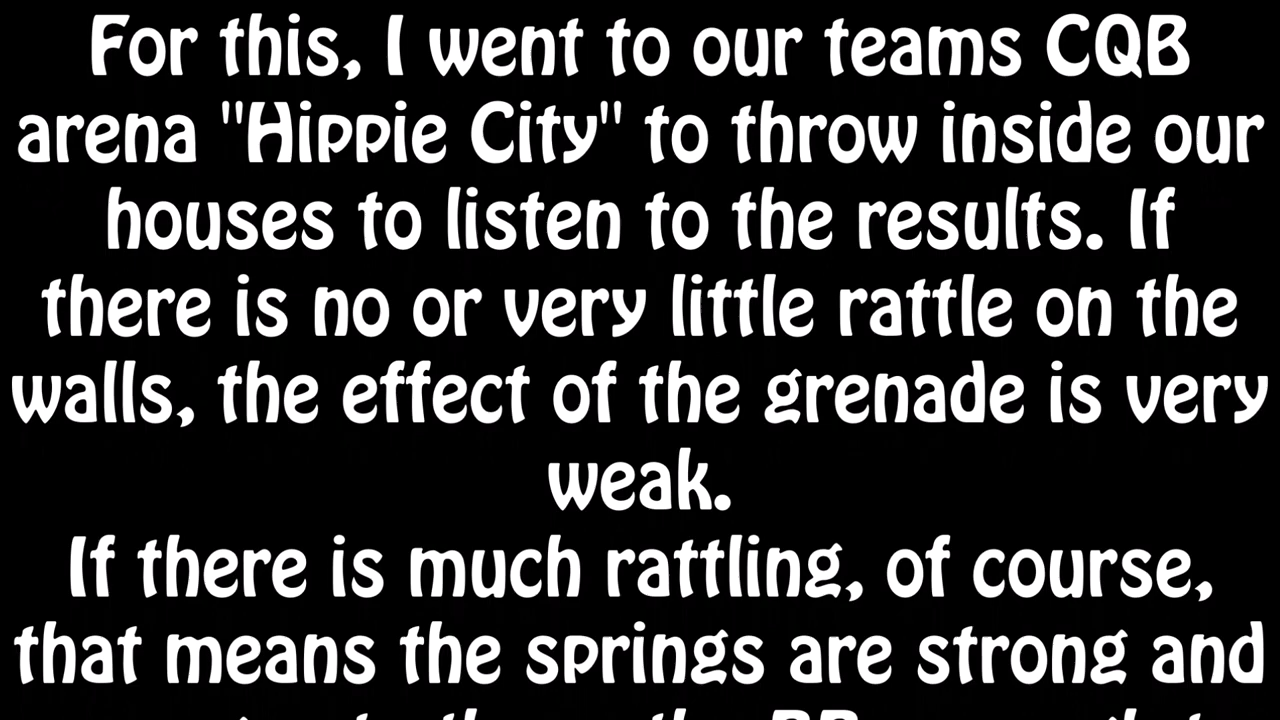 For this, I went to our teams CQB
arena "Hippie City" to throw inside our
houses to listen to the results. If
there is no or very little rattle on the
walls, the effect of the grenade is very
weak.
If there is much rattling, of course,
that means the springs are strong and